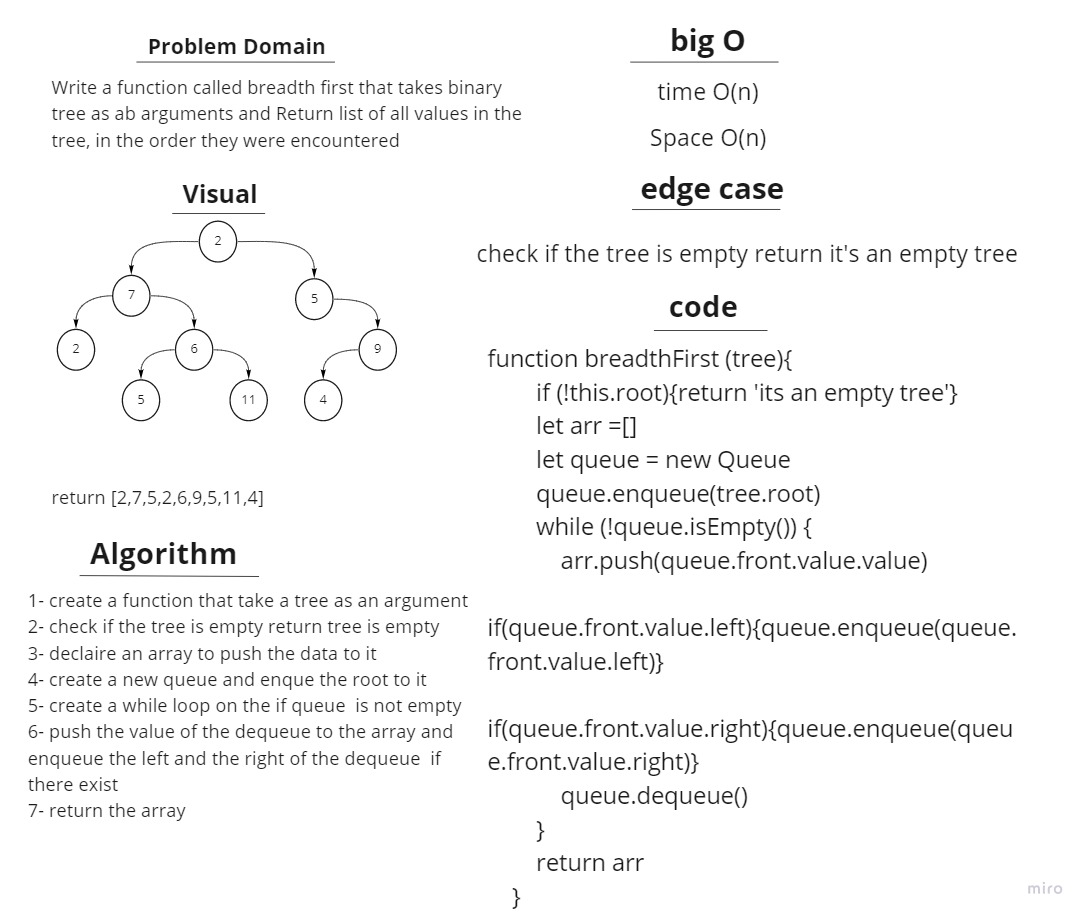 Problem Domain
Write a function called breadth first that takes binary
tree as ab arguments and Return list of all values in the
tree, in the order they were encountered
Visual
2
7
5
2
6
9
5
11
4
return [2,7,5,2,6,9,5,11,4]
Algorithm
1- create a function that take a tree as an argument
2- check if the tree is empty return tree is empty
3- declaire an array to push the data to it
4- create a new queue and enque the root to it
5- create a while loop on the if queue  is not empty
6- push the value of the dequeue to the array and
enqueue the left and the right of the dequeue  if
there exist
7- return the array
big O
time O(n)
Space O(n)
edge case
check if the tree is empty return it's an empty tree
code
function breadthFirst (tree){
if (!this.root){return 'its an empty tree'}
let arr =[]
let queue = new Queue
queue.enqueue(tree.root)
while (!queue.isEmpty()) {
arr.push(queue.front.value.value)
if(queue.front.value.left){queue.enqueue(queue.
front.value.left)}
if(queue.front.value.right){queue.enqueue(queu
e.front.value.right)}
queue.dequeue()
}
return arr
}
miro